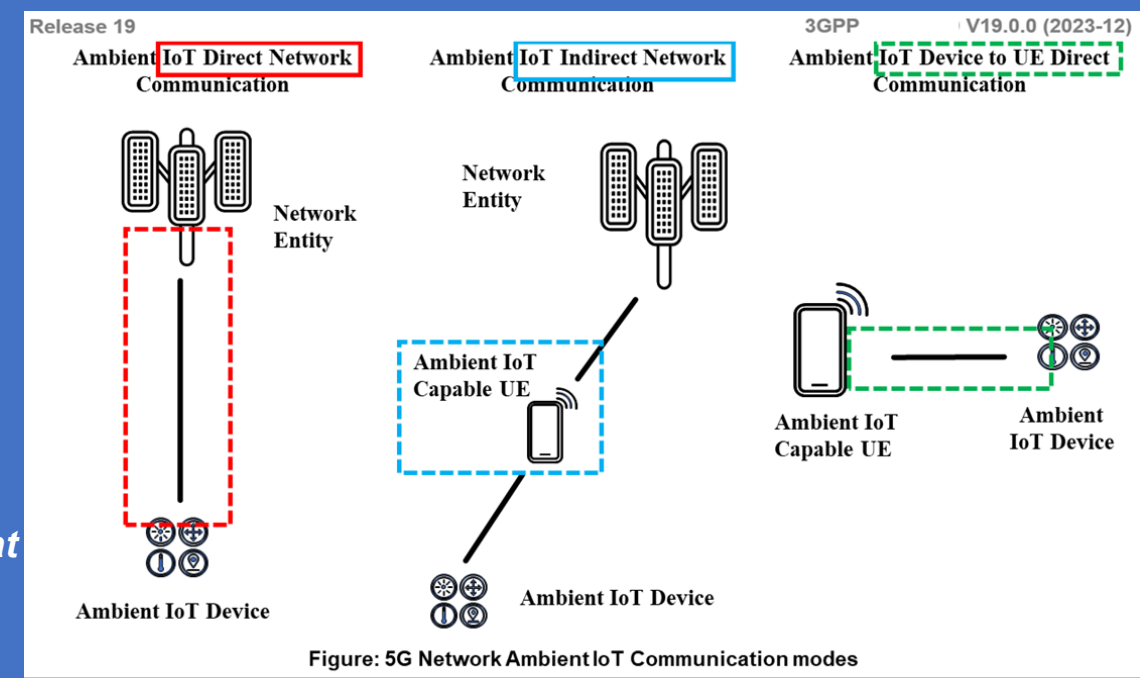 Release 19
3GPP V19.0.0 (2023-12)
Ambient IoT Direct Network
Communication
Ambient IoT Indirect Network
Communication
Ambient IoT Device to UE Direct
Communication
Network
Entity
Ambient IoT Device
Network
Entity
Ambient IoT
Capable UE
Ambient IoT Device
Ambient IoT
Capable UE
Ambient
IoT Device
Figure: 5G Network Ambient IoT Communication modes